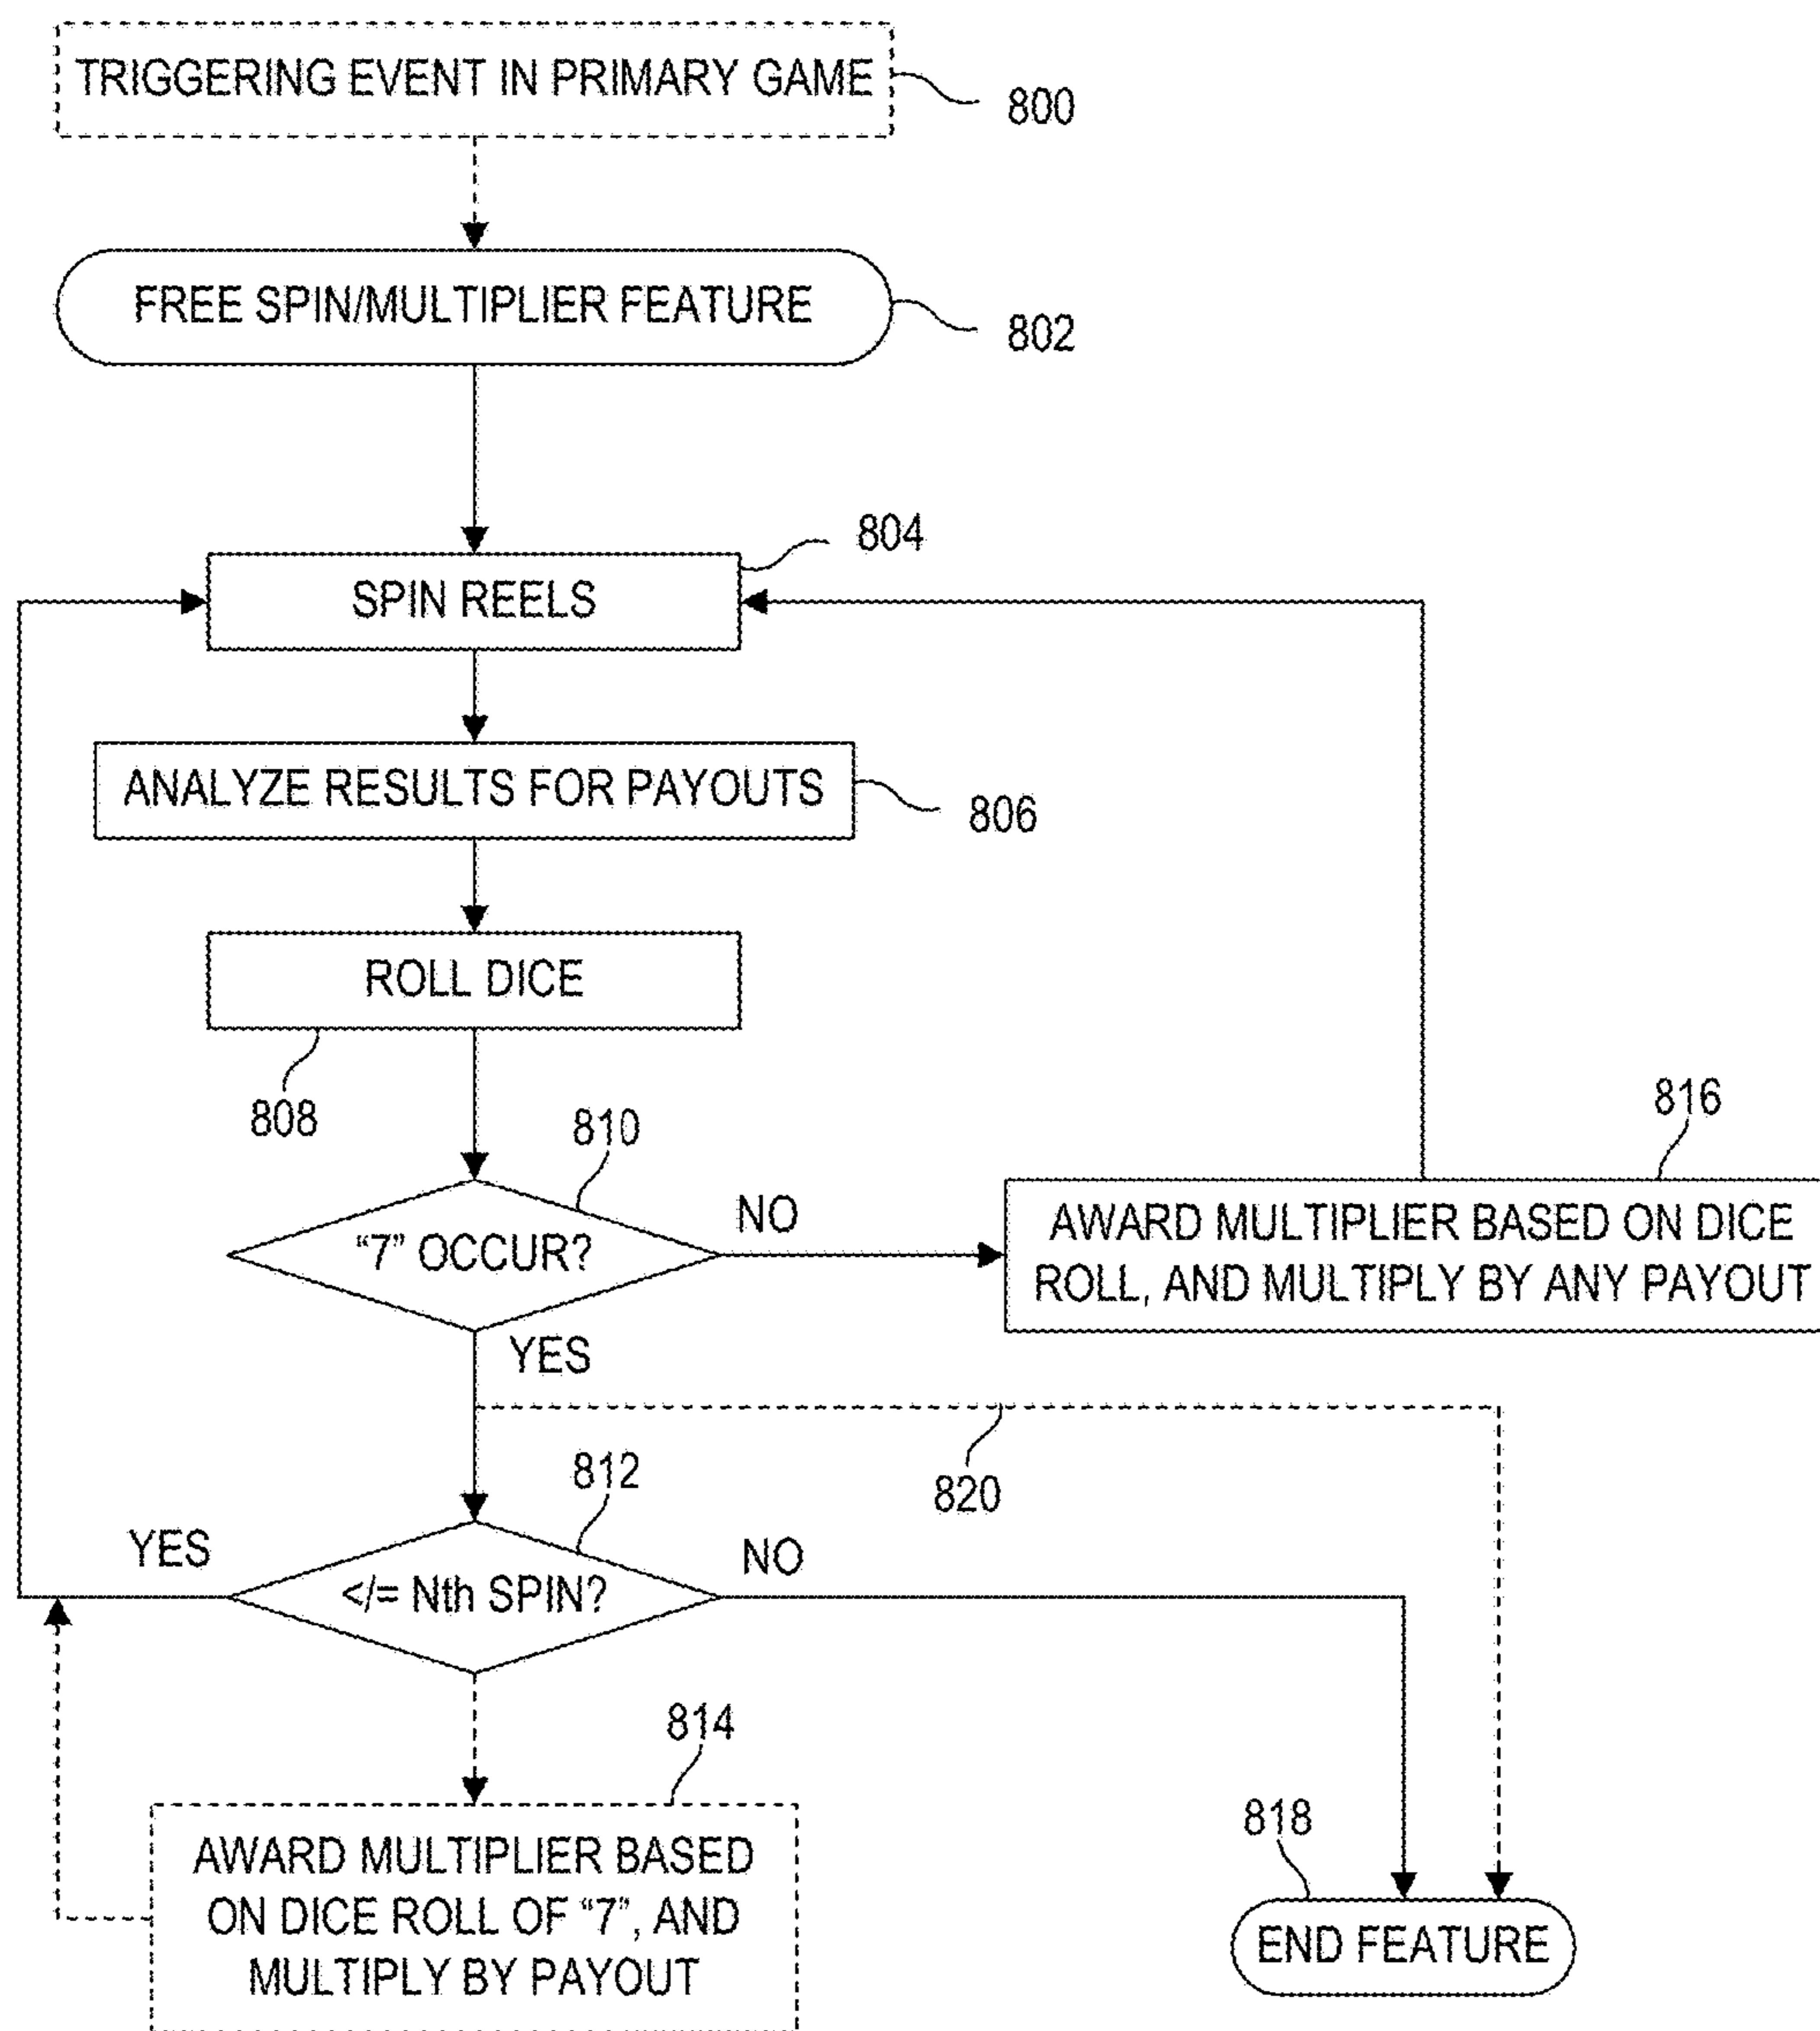 TRIGGERING EVENT IN PRIMARY GAME
800
FREE SPIN/MULTIPLIER FEATURE
802
804
SPIN REELS
ANALYZE RESULTS FOR PAYOUTS
806
ROLL DICE
808
810
“7” OCCUR?
NO
816
AWARD MULTIPLIER BASED ON DICE
ROLL, AND MULTIPLY BY ANY PAYOUT
YES
820
812
YES
</= Nth SPIN?
NO
814
AWARD MULTIPLIER BASED
ON DICE ROLL OF “7”, AND
MULTIPLY BY PAYOUT
818
END FEATURE